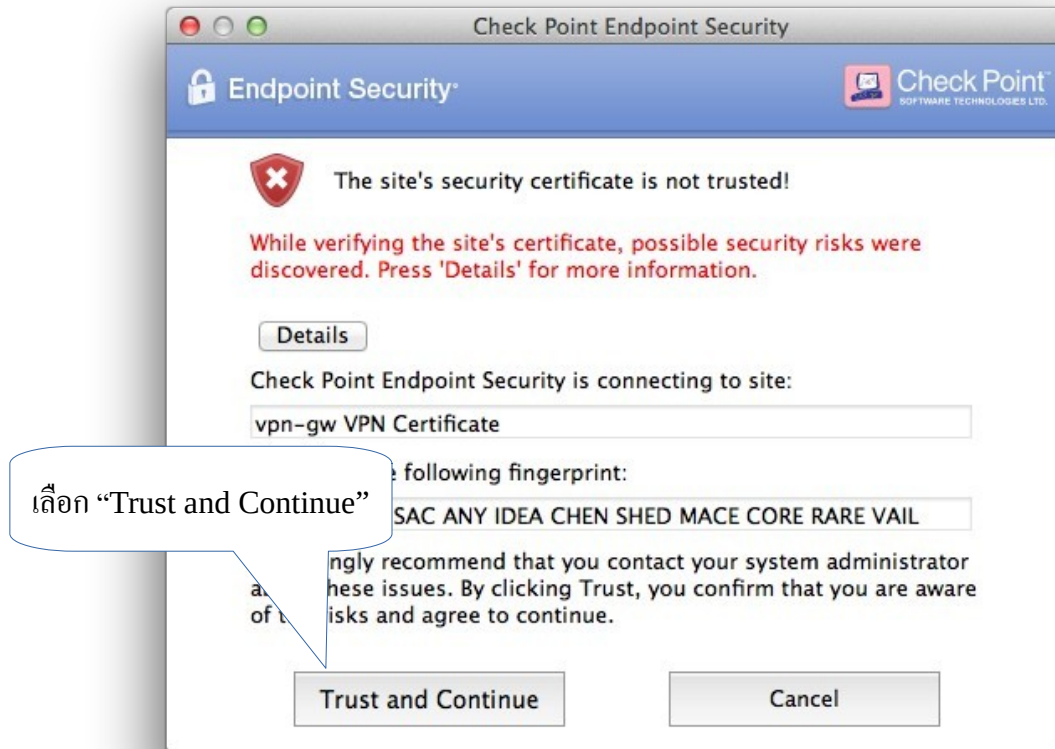 Check Point Endpoint Security
Endpoint Security
Check Point
SOFTWARE TECHNOLOGIES LTD.
The site's security certificate is not trusted!
While verifying the site's certificate, possible security risks were
discovered. Press 'Details' for more information.
Details
Check Point Endpoint Security is connecting to site:
vpn-gw VPN Certificate
following fingerprint:
เลือก “Trust and Continue”
SAC ANY IDEA CHEN SHED MACE CORE RARE VAIL
recommend that you contact your system administrator
issues. By clicking Trust, you confirm that you are aware
of and agree to continue.
Trust and Continue
Cancel